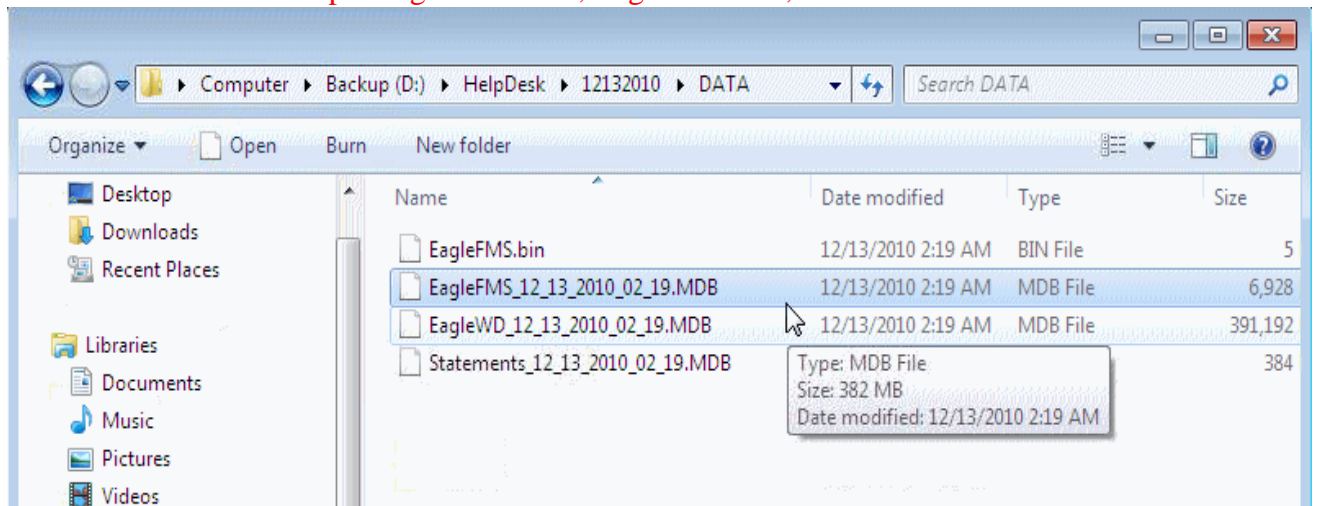 Computer Backup (D:) HelpDesk 12132010 DATA Search DATA
Organize Open Burn New folder
Desktop
Downloads
Recent Places
Libraries
Documents
Music
Pictures
Videos
Name Date modified Type Size
EagleFMS.bin 12/13/2010 2:19 AM BIN File 5
EagleFMS_12_13_2010_02_19.MDB 12/13/2010 2:19 AM MDB File 6,928
EagleWD_12_13_2010_02_19.MDB 12/13/2010 2:19 AM MDB File 391,192
Statements_12_13_2010_02_19.MDB 384
Type: MDB File
Size: 382 MB
Date modified: 12/13/2010 2:19 AM